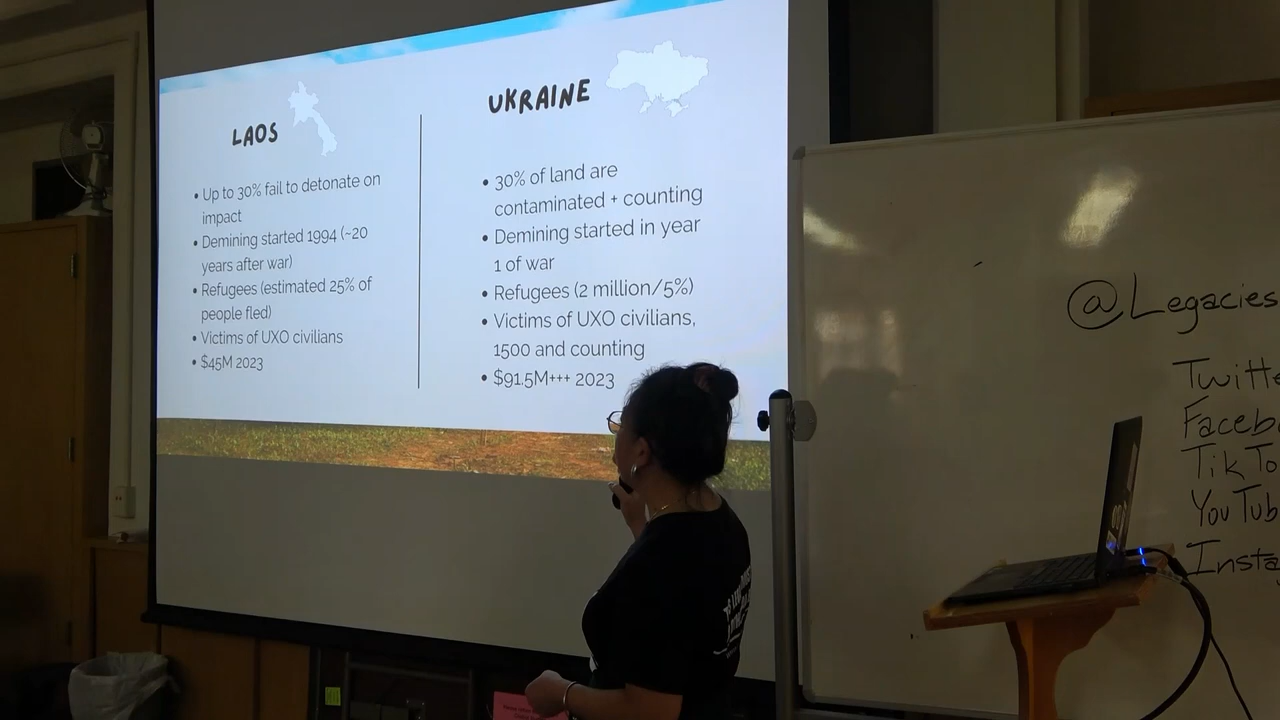 LAOS
• Up to 30% fail to detonate on
impact
• Demining started 1994 (~20
years after war)
• Refugees (estimated 25% of
people fled)
• Victims of UXO civilians
• $45M 2023
UKRAINE
• 30% of land are
contaminated + counting
• Demining started in year
1 of war
• Refugees (2 million/5%)
• Victims of UXO civilians,
1500 and counting
• $91.5M+++ 2023
@Legacies
Twitte
Faceb
TikTo
YouTub
Insta